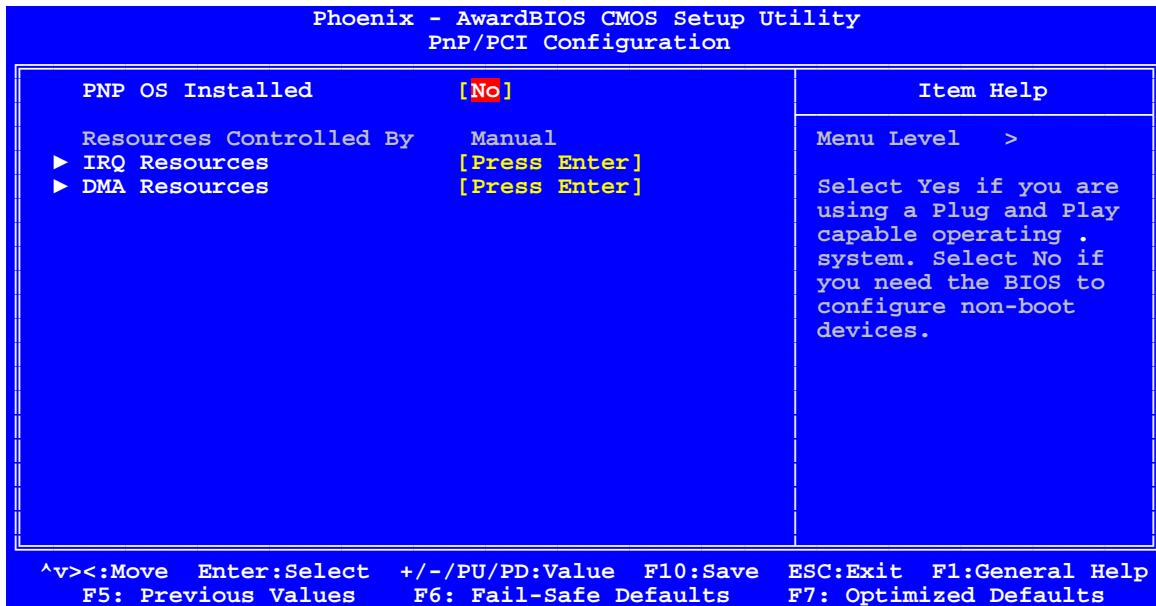 Phoenix - AwardBIOS CMOS Setup Utility
PnP/PCI Configuration
PNP OS Installed [No]
Resources Controlled By Manual
► IRQ Resources [Press Enter]
► DMA Resources [Press Enter]
Item Help
Menu Level >
Select Yes if you are
using a Plug and Play
capable operating .
system. Select No if
you need the BIOS to
configure non-boot
devices.
^v><:Move Enter:Select +/-/PU/PD:Value F10:Save ESC:Exit F1:General Help
F5: Previous Values F6: Fail-Safe Defaults F7: Optimized Defaults